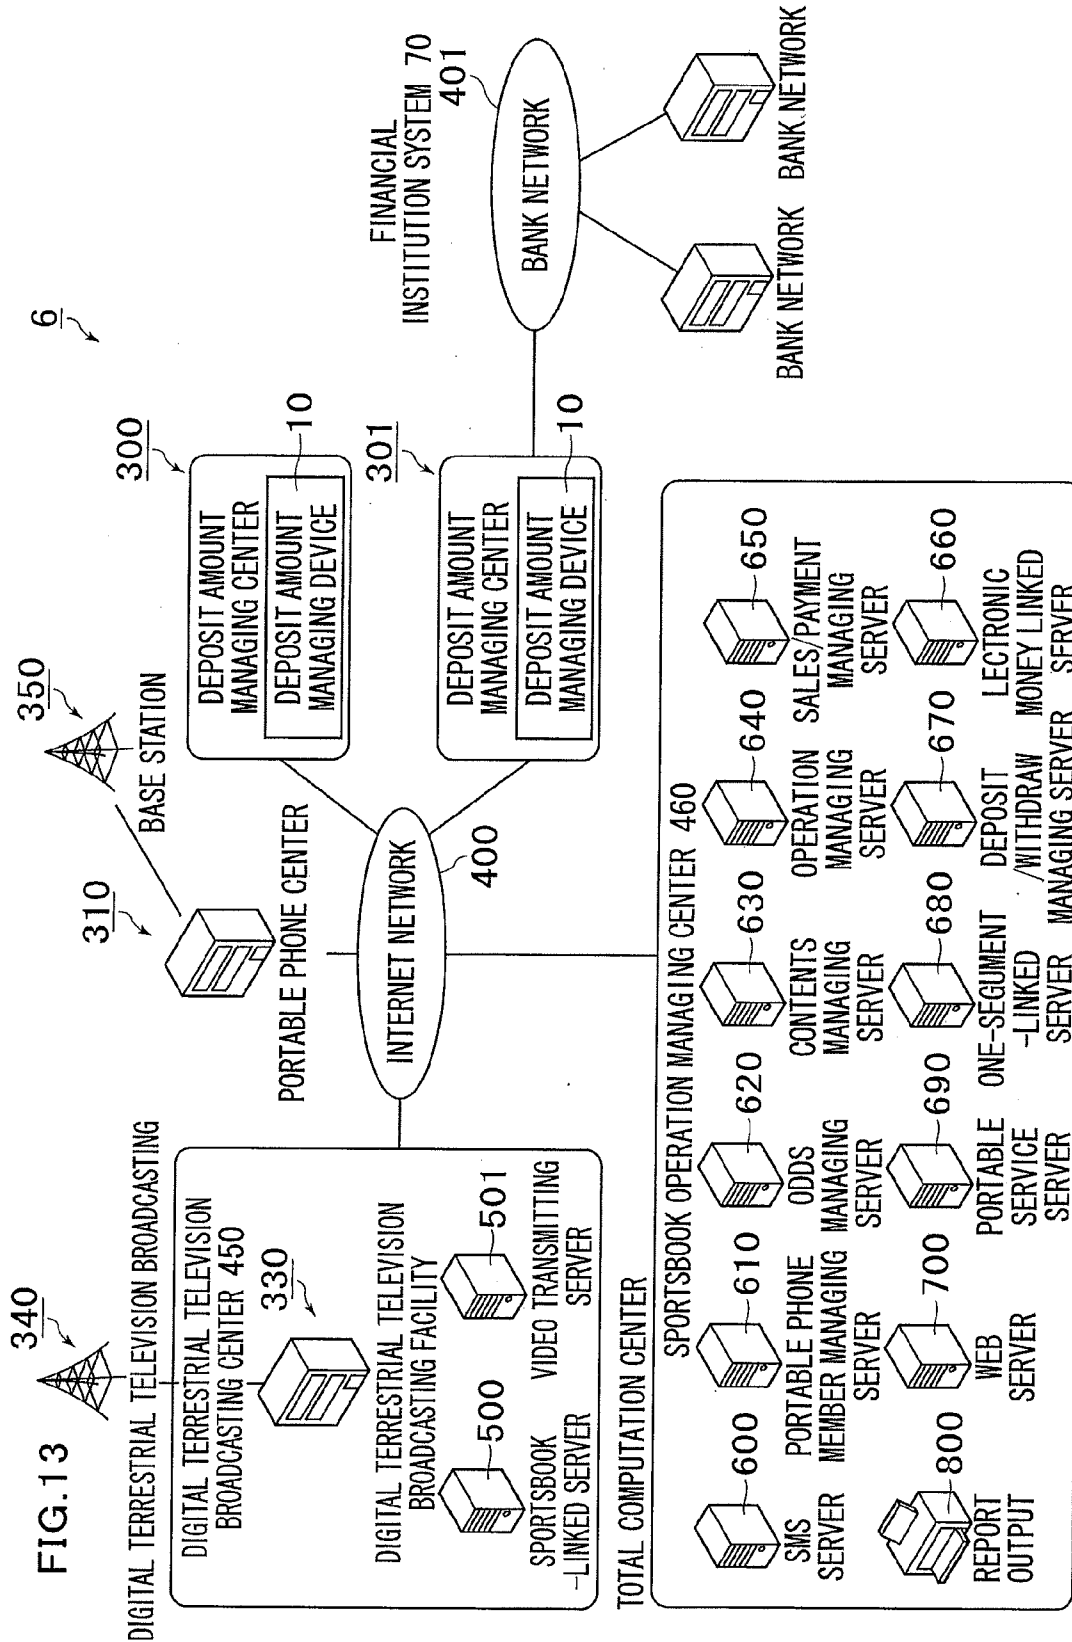 FIG.13
6
340
DIGITAL TERRESTRIAL TELEVISION BROADCASTING
DIGITAL TERRESTRIAL TELEVISION
BROADCASTING CENTER 450
330
DIGITAL TERRESTRIAL TELEVISION
BROADCASTING FACILITY
500
SPORTSBOOK
-LINKED SERVER
501
VIDEO TRANSMITTING
SERVER
310
PORTABLE PHONE CENTER
350
BASE STATION
INTERNET NETWORK
400
300
DEPOSIT AMOUNT
MANAGING CENTER
DEPOSIT AMOUNT
MANAGING DEVICE
10
301
DEPOSIT AMOUNT
MANAGING CENTER
DEPOSIT AMOUNT
MANAGING DEVICE
10
FINANCIAL
INSTITUTION SYSTEM 70
401
BANK NETWORK
BANK NETWORK
BANK NETWORK
TOTAL COMPUTATION CENTER
SPORTSBOOK OPERATION MANAGING CENTER 460
600
SMS
SERVER
610
PORTABLE PHONE
MEMBER MANAGING
SERVER
620
ODDS
MANAGING
SERVER
630
CONTENTS
MANAGING
SERVER
640
OPERATION
MANAGING
SERVER
650
SALES/PAYMENT
MANAGING
SERVER
800
REPORT
OUTPUT
700
WEB
SERVER
690
PORTABLE
SERVICE
SERVER
680
ONE-SEGUMENT
-LINKED
SERVER
670
DEPOSIT
/WITHDRAW
MANAGING SERVER
660
LECTRONIC
MONEY LINKED
SERVER